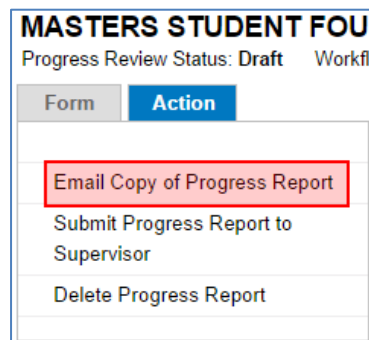 MASTERS STUDENT FOU
Progress Review Status: Draft Workfl
Form Action
Email Copy of Progress Report
Submit Progress Report to
Supervisor
Delete Progress Report